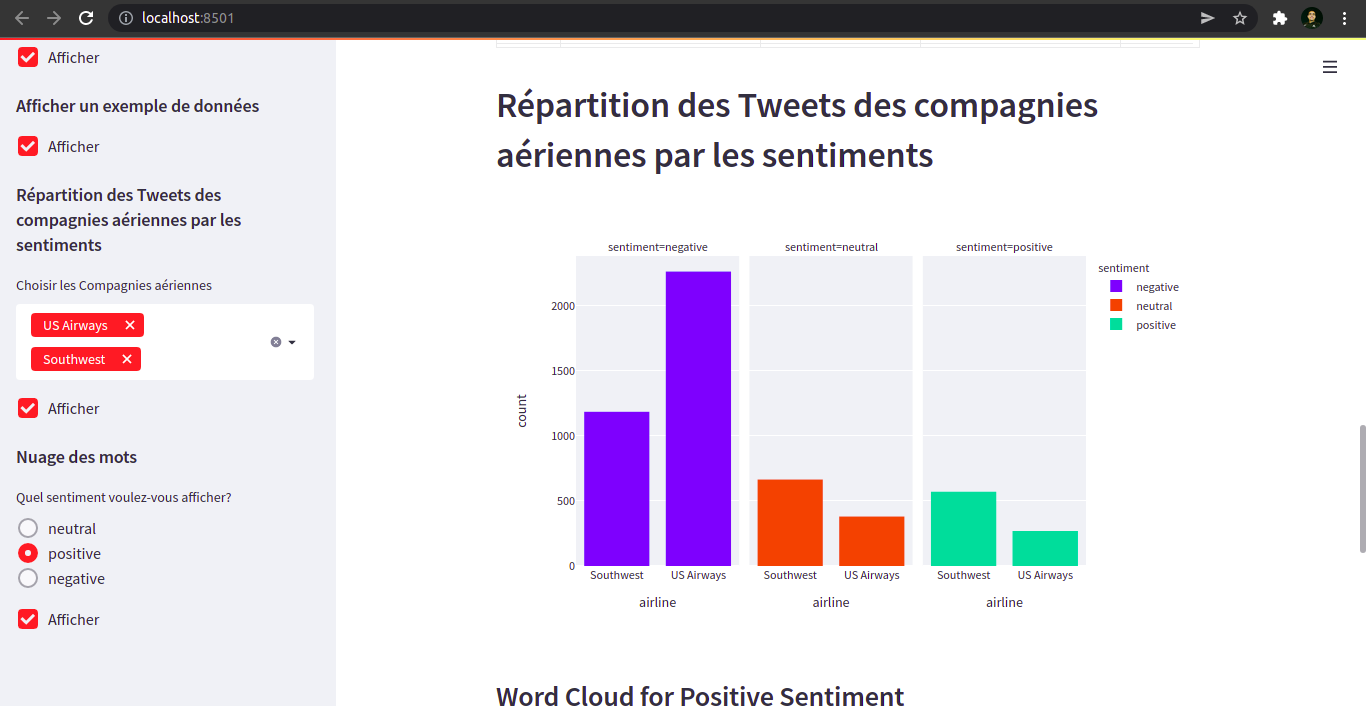 localhost:8501
Afficher
Afficher un exemple de données
Afficher
Répartition des Tweets des
compagnies aériennes par les
sentiments
Choisir les Compagnies aériennes
US Airways
Southwest
Afficher
Nuage des mots
Quel sentiment voulez-vous afficher?
neutral
positive
negative
Afficher
Répartition des Tweets des compagnies
aériennes par les sentiments
sentiment=negative sentiment=neutral sentiment=positive
sentiment
negative
neutral
positive
2000
1500
1000
500
0
count
Southwest US Airways Southwest US Airways Southwest US Airways
airline airline airline
Word Cloud for Positive Sentiment